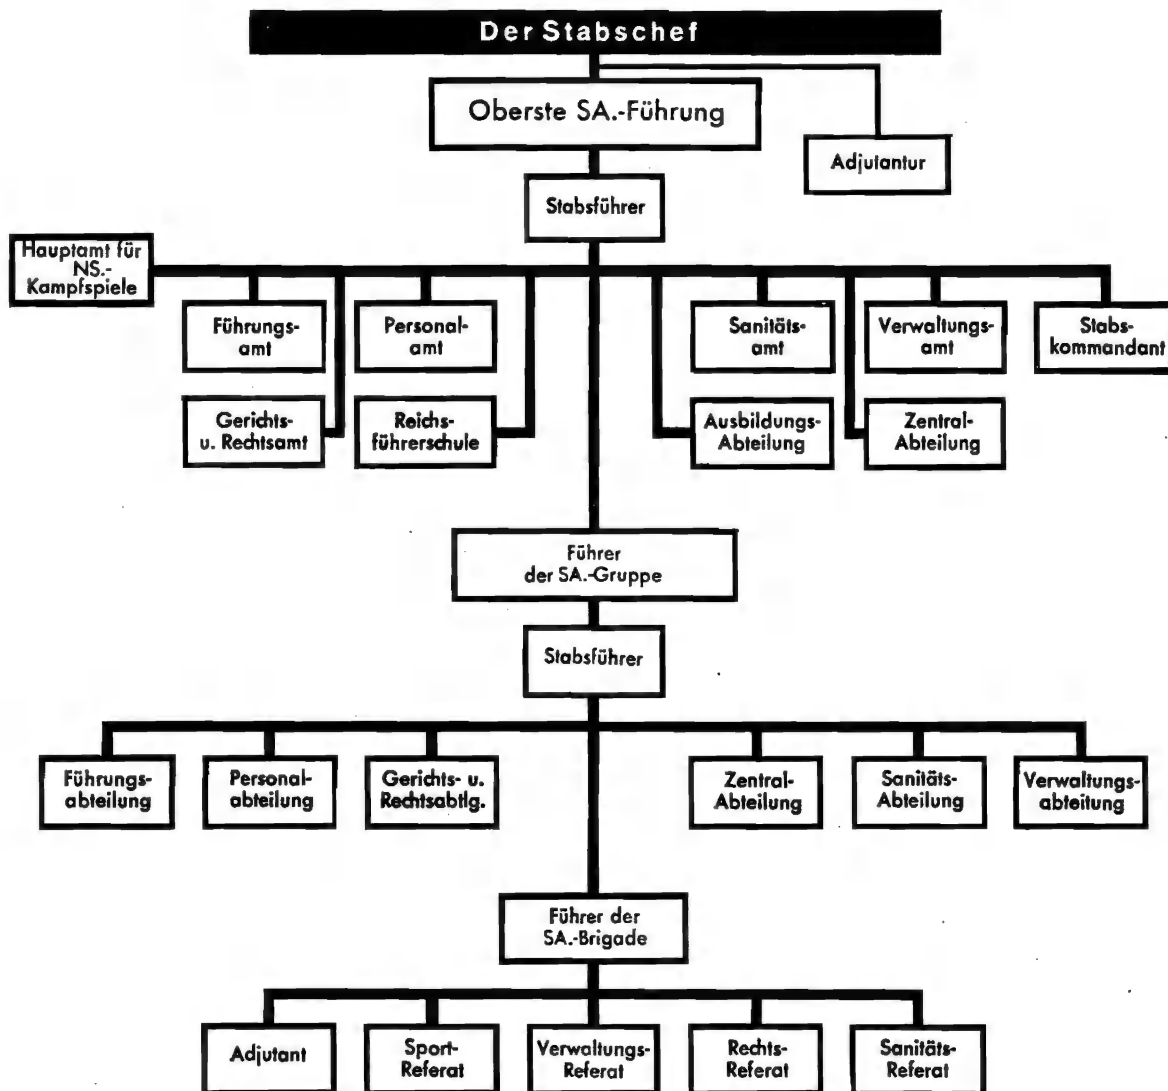 Der Stabschef
Oberste SA.-Führung
Adjutantur
Stabsführer
Hauptamt für
NS.-
Kampfspiele
Führungs-
amt
Personal-
amt
Sanitäts-
amt
Verwaltungs-
amt
Stabs-
kommandant
Gerichts-
u. Rechtsamt
Reichs-
führerschule
Ausbildungs-
Abteilung
Zentral-
Abteilung
Führer
der SA.-Gruppe
Stabsführer
Führungs-
abteilung
Personal-
abteilung
Gerichts- u.
Rechtsabtlg.
Zentral-
Abteilung
Sanitäts-
Abteilung
Verwaltungs-
abteitung
Führer der
SA.-Brigade
Adjutant
Sport-
Referat
Verwaltungs-
Referat
Rechts-
Referat
Sanitäts-
Referat